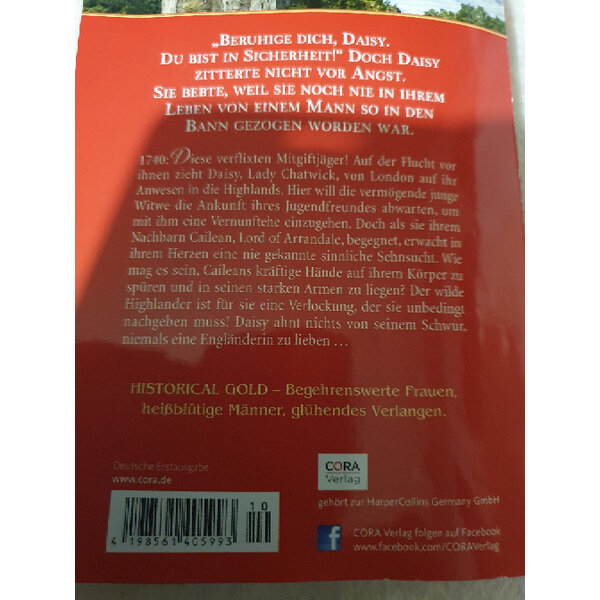 „Beruhige dich, Daisy.
Du bist in Sicherheit!“ Doch Daisy
zitterte nicht vor Angst.
Sie bebte, weil sie noch nie in ihrem
Leben von einem Mann so in den
Bann gezogen worden war.
1740: Diese verflixten Mitgiftjäger! Auf der Flucht vor
ihnen zieht Daisy, Lady Chatwick, von London auf ihr
Anwesen in die Highlands. Hier will die vermögende junge
Witwe die Ankunft ihres Jugendfreundes abwarten, um
mit ihm eine Vernunftehe einzugehen. Doch als sie ihrem
Nachbarn Cailean, Lord of Arrandale, begegnet, erwacht in
ihrem Herzen eine nie gekannte sinnliche Sehnsucht. Wie
mag es sein, Caileans kräftige Hände auf ihrem Körper zu
spüren und in seinen starken Armen zu liegen? Der wilde
Highlander ist für sie eine Verlockung, der sie unbedingt
nachgeben muss! Daisy ahnt nichts von seinem Schwur,
niemals eine Engländerin zu lieben …
HISTORICAL GOLD – Begehrenswerte Frauen,
heißblütige Männer, glühendes Verlangen.
Deutsche Erstausgabe
www.cora.de
CORA
Verlag
gehört zur HarperCollins Germany GmbH
10
4 198561 405993
f
CORA Verlag folgen auf Facebook
www.facebook.com/CORAVerlag